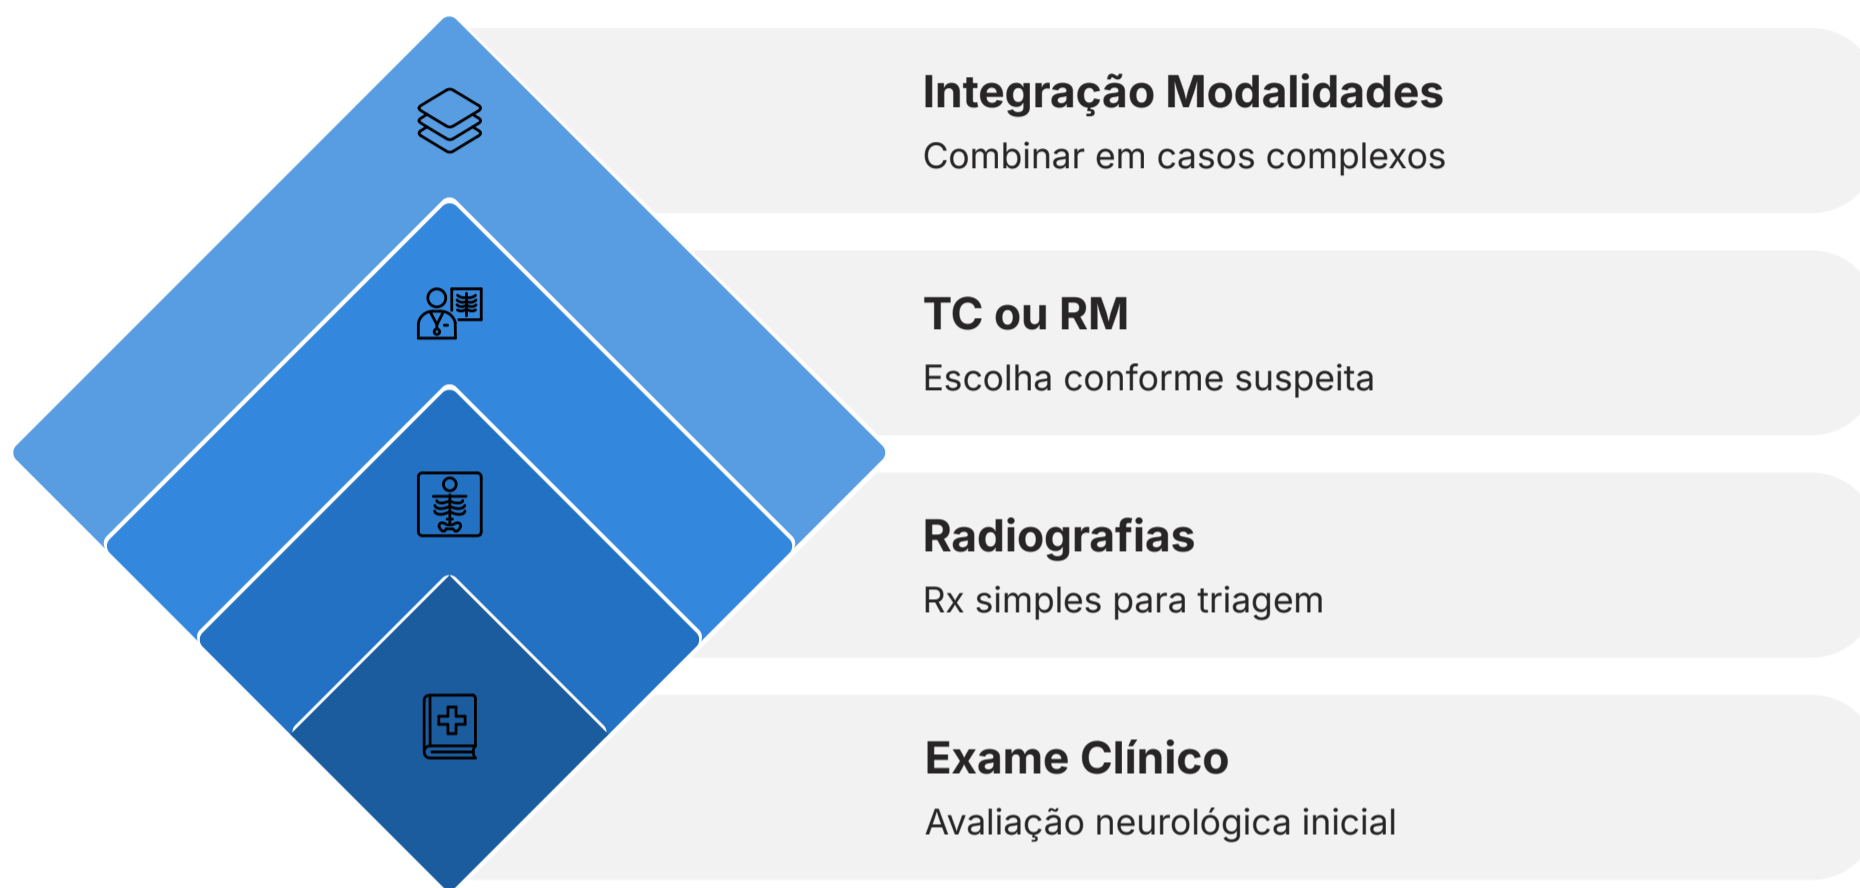 Integração Modalidades
Combinar em casos complexos
TC ou RM
Escolha conforme suspeita
Radiografias
Rx simples para triagem
Exame Clínico
Avaliação neurológica inicial